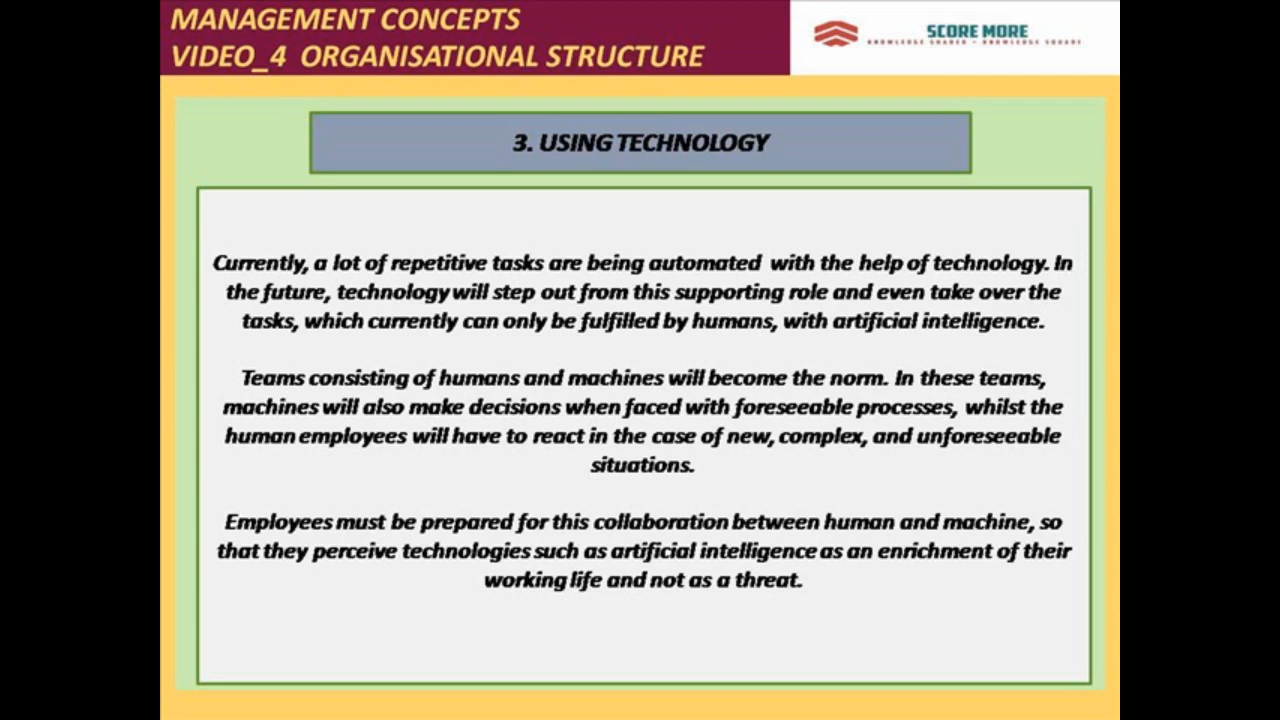 MANAGEMENT CONCEPTS
VIDEO_4 ORGANISATIONAL STRUCTURE
SCORE MORE
KNOWLEDGE SHARED - KNOWLEDGE SQUARE
3. USING TECHNOLOGY
Currently, a lot of repetitive tasks are being automated with the help of technology. In
the future, technology will step out from this supporting role and even take over the
tasks, which currently can only be fulfilled by humans, with artificial intelligence.
Teams consisting of humans and machines will become the norm. In these teams,
machines will also make decisions when faced with foreseeable processes, whilst the
human employees will have to react in the case of new, complex, and unforeseeable
situations.
Employees must be prepared for this collaboration between human and machine, so
that they perceive technologies such as artificial intelligence as an enrichment of their
working life and not as a threat.